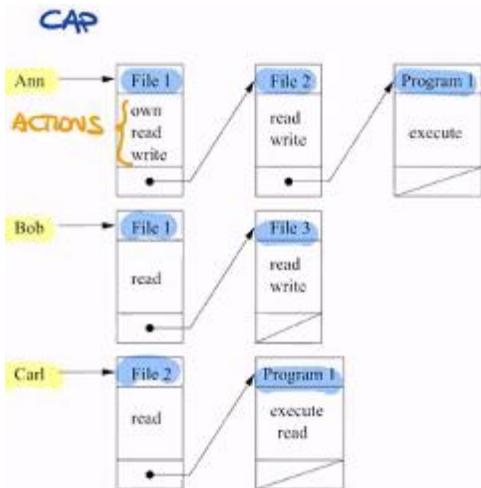 CAP
Ann
File 1
File 2
Program 1
ACTIONS
own
read
write
read
write
execute
Bob
File 1
File 3
read
read
write
Carl
File 2
Program 1
read
execute
read